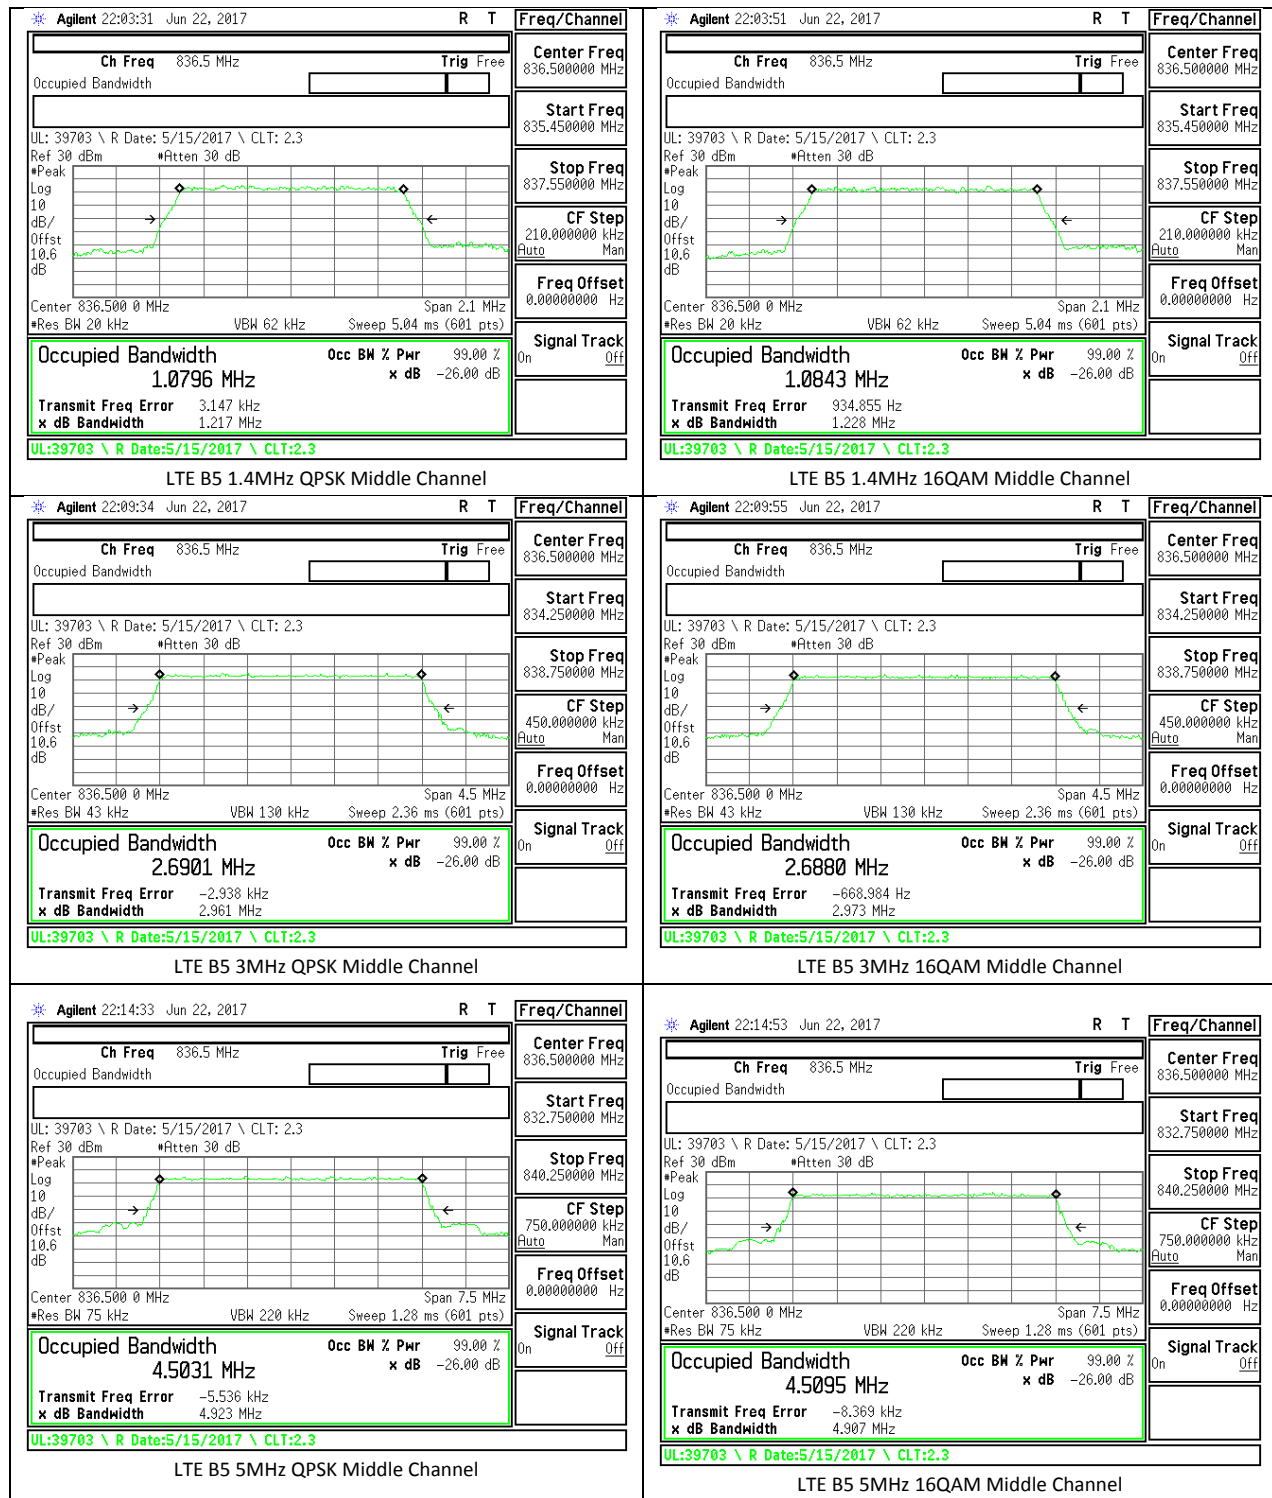 Agilent 22:03:31 Jun 22, 2017 R T Freq/Channel
Ch Freq 836.5 MHz Trig Free
Occupied Bandwidth
Center Freq
836.500000 MHz
Start Freq
835.450000 MHz
UL: 39703 \ R Date: 5/15/2017 \ CLT: 2.3
Ref 30 dBm #Atten 30 dB
#Peak
Log
10
dB/
Offst
10.6
dB
Stop Freq
837.550000 MHz
CF Step
210.000000 kHz
Auto Man
Freq Offset
0.00000000 Hz
Center 836.500 0 MHz Span 2.1 MHz
#Res BW 20 kHz VBW 62 kHz Sweep 5.04 ms (601 pts)
Signal Track
On Off
Occupied Bandwidth Occ BW % Pwr 99.00 %
1.0796 MHz x dB -26.00 dB
Transmit Freq Error 3.147 kHz
x dB Bandwidth 1.217 MHz
UL:39703 \ R Date:5/15/2017 \ CLT:2.3
LTE B5 1.4MHz QPSK Middle Channel
Agilent 22:03:51 Jun 22, 2017 R T Freq/Channel
Ch Freq 836.5 MHz Trig Free
Occupied Bandwidth
Center Freq
836.500000 MHz
Start Freq
835.450000 MHz
UL: 39703 \ R Date: 5/15/2017 \ CLT: 2.3
Ref 30 dBm #Atten 30 dB
#Peak
Log
10
dB/
Offst
10.6
dB
Stop Freq
837.550000 MHz
CF Step
210.000000 kHz
Auto Man
Freq Offset
0.00000000 Hz
Center 836.500 0 MHz Span 2.1 MHz
#Res BW 20 kHz VBW 62 kHz Sweep 5.04 ms (601 pts)
Signal Track
On Off
Occupied Bandwidth Occ BW % Pwr 99.00 %
1.0843 MHz x dB -26.00 dB
Transmit Freq Error 934.855 Hz
x dB Bandwidth 1.228 MHz
UL:39703 \ R Date:5/15/2017 \ CLT:2.3
LTE B5 1.4MHz 16QAM Middle Channel
Agilent 22:09:34 Jun 22, 2017 R T Freq/Channel
Ch Freq 836.5 MHz Trig Free
Occupied Bandwidth
Center Freq
836.500000 MHz
Start Freq
834.250000 MHz
UL: 39703 \ R Date: 5/15/2017 \ CLT: 2.3
Ref 30 dBm #Atten 30 dB
#Peak
Log
10
dB/
Offst
10.6
dB
Stop Freq
838.750000 MHz
CF Step
450.000000 kHz
Auto Man
Freq Offset
0.00000000 Hz
Center 836.500 0 MHz Span 4.5 MHz
#Res BW 43 kHz VBW 130 kHz Sweep 2.36 ms (601 pts)
Signal Track
On Off
Occupied Bandwidth Occ BW % Pwr 99.00 %
2.6901 MHz x dB -26.00 dB
Transmit Freq Error -2.938 kHz
x dB Bandwidth 2.961 MHz
UL:39703 \ R Date:5/15/2017 \ CLT:2.3
LTE B5 3MHz QPSK Middle Channel
Agilent 22:09:55 Jun 22, 2017 R T Freq/Channel
Ch Freq 836.5 MHz Trig Free
Occupied Bandwidth
Center Freq
836.500000 MHz
Start Freq
834.250000 MHz
UL: 39703 \ R Date: 5/15/2017 \ CLT: 2.3
Ref 30 dBm #Atten 30 dB
#Peak
Log
10
dB/
Offst
10.6
dB
Stop Freq
838.750000 MHz
CF Step
450.000000 kHz
Auto Man
Freq Offset
0.00000000 Hz
Center 836.500 0 MHz Span 4.5 MHz
#Res BW 43 kHz VBW 130 kHz Sweep 2.36 ms (601 pts)
Signal Track
On Off
Occupied Bandwidth Occ BW % Pwr 99.00 %
2.6880 MHz x dB -26.00 dB
Transmit Freq Error -668.984 Hz
x dB Bandwidth 2.973 MHz
UL:39703 \ R Date:5/15/2017 \ CLT:2.3
LTE B5 3MHz 16QAM Middle Channel
Agilent 22:14:33 Jun 22, 2017 R T Freq/Channel
Ch Freq 836.5 MHz Trig Free
Occupied Bandwidth
Center Freq
836.500000 MHz
Start Freq
832.750000 MHz
UL: 39703 \ R Date: 5/15/2017 \ CLT: 2.3
Ref 30 dBm #Atten 30 dB
#Peak
Log
10
dB/
Offst
10.6
dB
Stop Freq
840.250000 MHz
CF Step
750.000000 kHz
Auto Man
Freq Offset
0.00000000 Hz
Center 836.500 0 MHz Span 7.5 MHz
#Res BW 75 kHz VBW 220 kHz Sweep 1.28 ms (601 pts)
Signal Track
On Off
Occupied Bandwidth Occ BW % Pwr 99.00 %
4.5031 MHz x dB -26.00 dB
Transmit Freq Error -5.536 kHz
x dB Bandwidth 4.923 MHz
UL:39703 \ R Date:5/15/2017 \ CLT:2.3
LTE B5 5MHz QPSK Middle Channel
Agilent 22:14:53 Jun 22, 2017 R T Freq/Channel
Ch Freq 836.5 MHz Trig Free
Occupied Bandwidth
Center Freq
836.500000 MHz
Start Freq
832.750000 MHz
UL: 39703 \ R Date: 5/15/2017 \ CLT: 2.3
Ref 30 dBm #Atten 30 dB
#Peak
Log
10
dB/
Offst
10.6
dB
Stop Freq
840.250000 MHz
CF Step
750.000000 kHz
Auto Man
Freq Offset
0.00000000 Hz
Center 836.500 0 MHz Span 7.5 MHz
#Res BW 75 kHz VBW 220 kHz Sweep 1.28 ms (601 pts)
Signal Track
On Off
Occupied Bandwidth Occ BW % Pwr 99.00 %
4.5095 MHz x dB -26.00 dB
Transmit Freq Error -8.369 kHz
x dB Bandwidth 4.907 MHz
UL:39703 \ R Date:5/15/2017 \ CLT:2.3
LTE B5 5MHz 16QAM Middle Channel